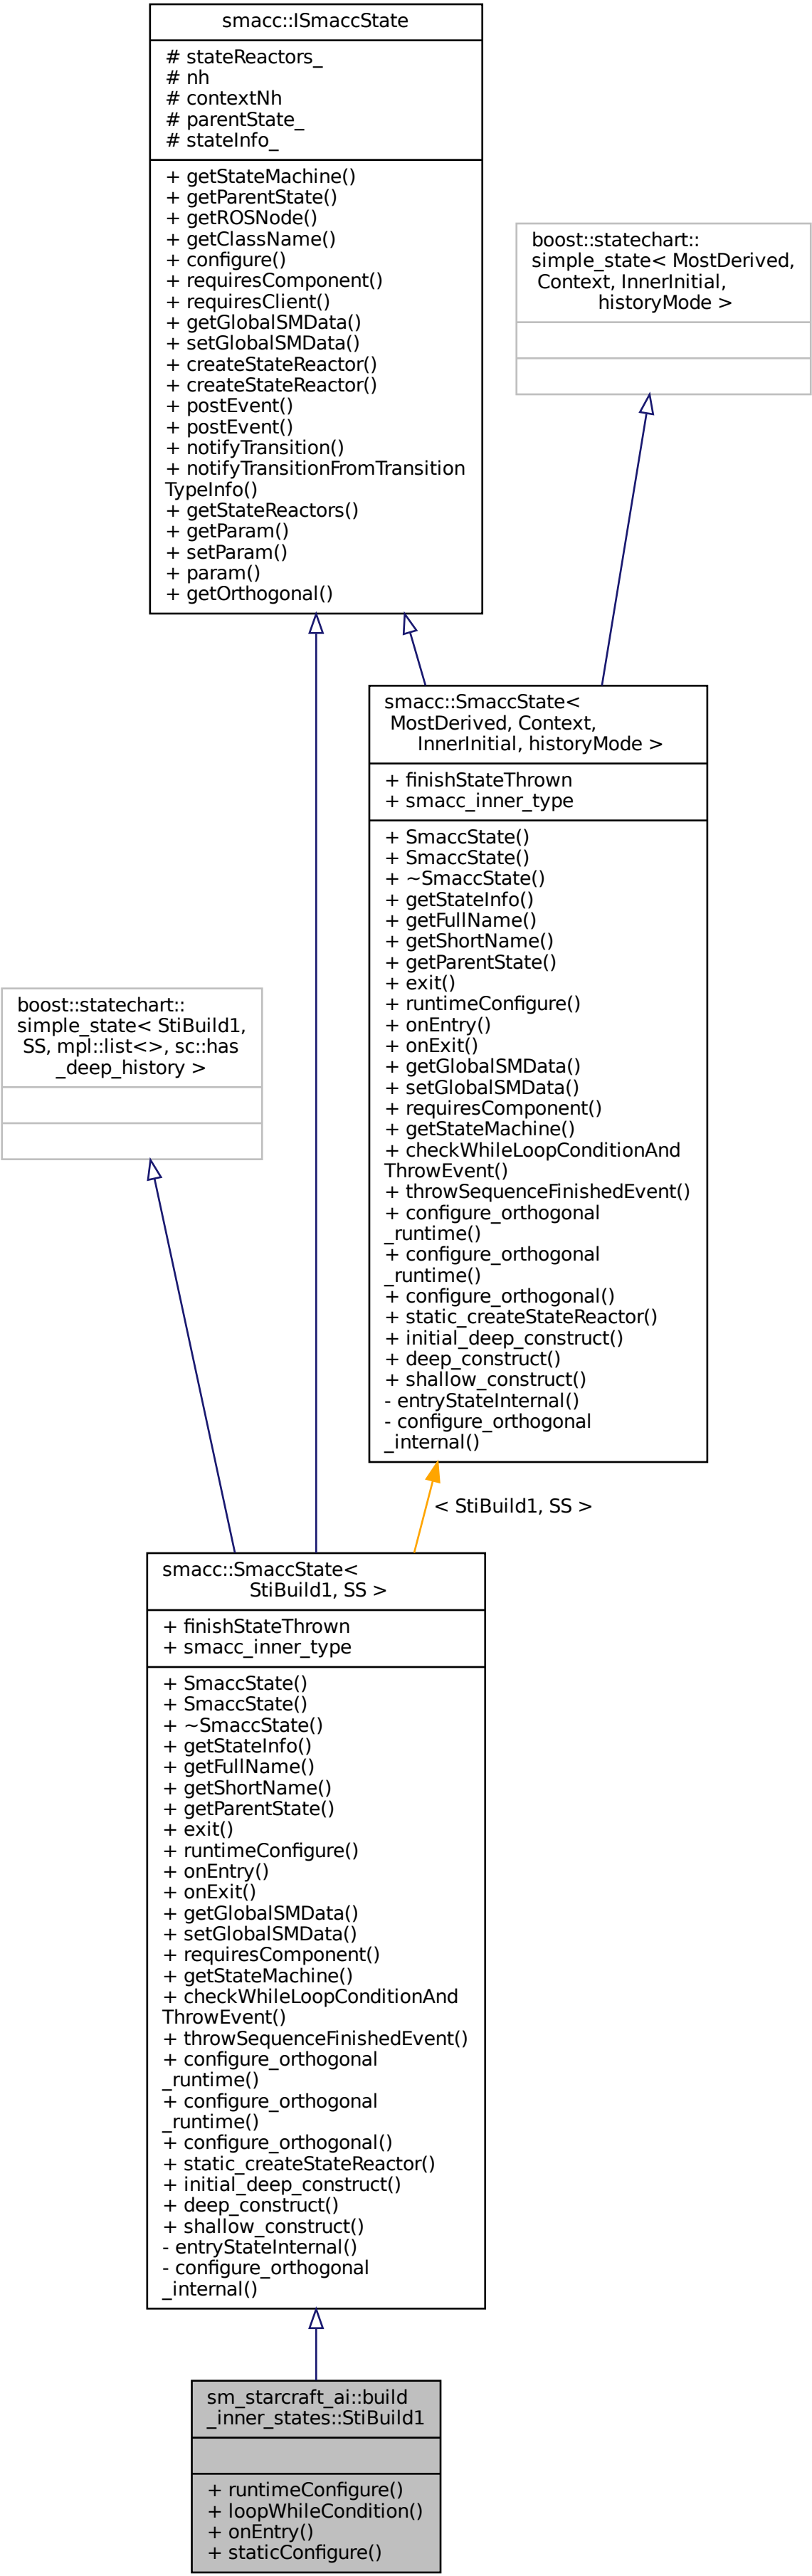 smacc::ISmaccState
# stateReactors_
# nh
# contextNh
# parentState_
# stateInfo_
+ getStateMachine()
+ getParentState()
+ getROSNode()
+ getClassName()
+ configure()
+ requiresComponent()
+ requiresClient()
+ getGlobalSMData()
+ setGlobalSMData()
+ createStateReactor()
+ createStateReactor()
+ postEvent()
+ postEvent()
+ notifyTransition()
+ notifyTransitionFromTransition
TypeInfo()
+ getStateReactors()
+ getParam()
+ setParam()
+ param()
+ getOrthogonal()
boost::statechart::
simple_state< MostDerived,
Context, InnerInitial,
historyMode >
smacc::SmaccState<
MostDerived, Context,
InnerInitial, historyMode >
+ finishStateThrown
+ smacc_inner_type
+ SmaccState()
+ SmaccState()
+ ~SmaccState()
+ getStateInfo()
+ getFullName()
+ getShortName()
+ getParentState()
+ exit()
+ runtimeConfigure()
+ onEntry()
+ onExit()
+ getGlobalSMData()
+ setGlobalSMData()
+ requiresComponent()
+ getStateMachine()
+ checkWhileLoopConditionAnd
ThrowEvent()
+ throwSequenceFinishedEvent()
+ configure_orthogonal
_runtime()
+ configure_orthogonal
_runtime()
+ configure_orthogonal()
+ static_createStateReactor()
+ initial_deep_construct()
+ deep_construct()
+ shallow_construct()
- entryStateInternal()
- configure_orthogonal
_internal()
boost::statechart::
simple_state< StiBuild1,
SS, mpl::list<>, sc::has
_deep_history >
< StiBuild1, SS >
smacc::SmaccState<
StiBuild1, SS >
+ finishStateThrown
+ smacc_inner_type
+ SmaccState()
+ SmaccState()
+ ~SmaccState()
+ getStateInfo()
+ getFullName()
+ getShortName()
+ getParentState()
+ exit()
+ runtimeConfigure()
+ onEntry()
+ onExit()
+ getGlobalSMData()
+ setGlobalSMData()
+ requiresComponent()
+ getStateMachine()
+ checkWhileLoopConditionAnd
ThrowEvent()
+ throwSequenceFinishedEvent()
+ configure_orthogonal
_runtime()
+ configure_orthogonal
_runtime()
+ configure_orthogonal()
+ static_createStateReactor()
+ initial_deep_construct()
+ deep_construct()
+ shallow_construct()
- entryStateInternal()
- configure_orthogonal
_internal()
sm_starcraft_ai::build
_inner_states::StiBuild1
+ runtimeConfigure()
+ loopWhileCondition()
+ onEntry()
+ staticConfigure()